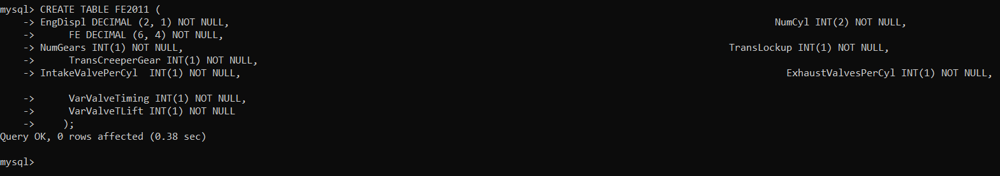 mysql> CREATE TABLE FE2011 (
    -> EngDispl DECIMAL (2, 1) NOT NULL,                                                                                               NumCyl INT(2) NOT NULL,
    ->      FE DECIMAL (6, 4) NOT NULL,
    -> NumGears INT(1) NOT NULL,                                                                                               TransLockup INT(1) NOT NULL,
    ->      TransCreeperGear INT(1) NOT NULL,
    -> IntakeValvePerCyl  INT(1) NOT NULL,                                                                                               ExhaustValvesPerCyl INT(1) NOT NULL,
    ->      VarValveTiming INT(1) NOT NULL,
    ->      VarValveTLift INT(1) NOT NULL
    ->     );
Query OK, 0 rows affected (0.38 sec)
mysql>